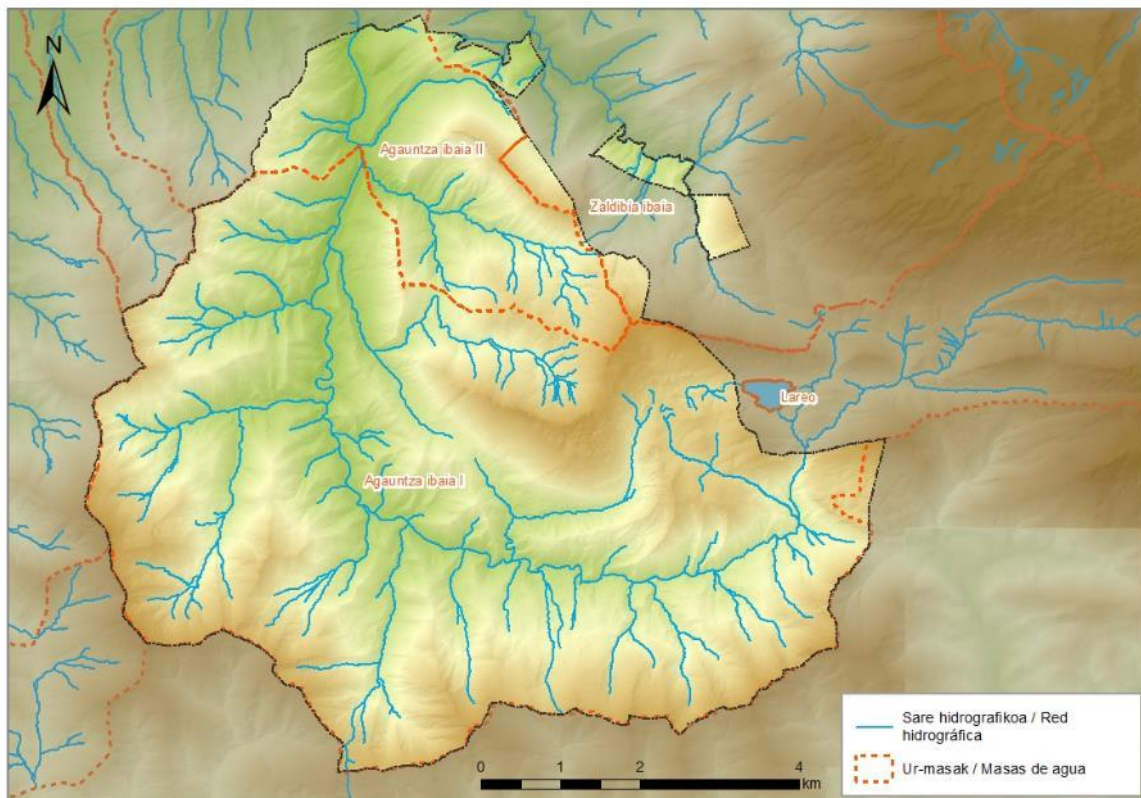 N
Agauntza ibaia II
Zaldibia ibaia
Lareo
Agauntza ibaia I
Sare hidrografikoa / Red
hidrográfica
Ur-masak / Masas de agua
0 1 2 4
km